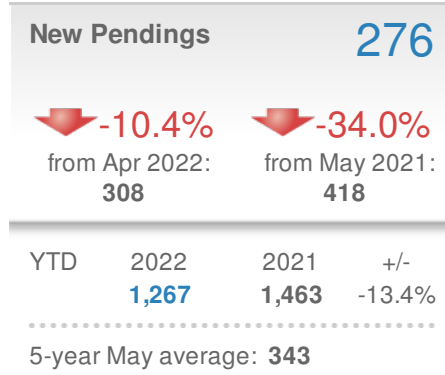 New Pendings 276
-10.4% -34.0%
from Apr 2022: from May 2021:
308 418
YTD 2022 2021 +/-
1,267 1,463 -13.4%
5-year May average: 343